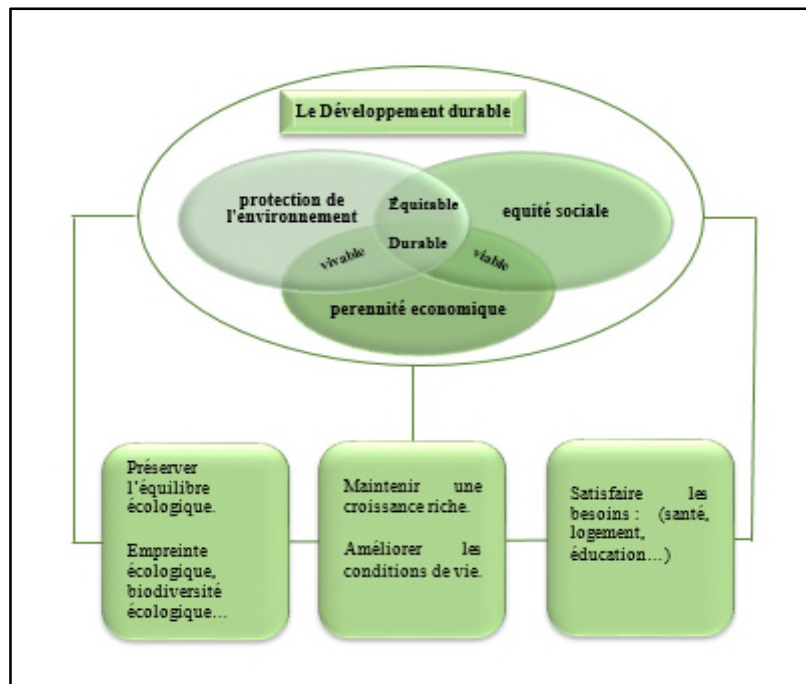 Le Développement durable
protection de
l'environnement
Équitable
equité sociale
Durable
vivable
viable
perennité economique
Préserver
l'équilibre
écologique.
Empreinte
écologique,
biodiversité
écologique...
Maintenir une
croissance riche.
Améliorer les
conditions de vie.
Satisfaire les
besoins : (santé,
logement,
éducation...)